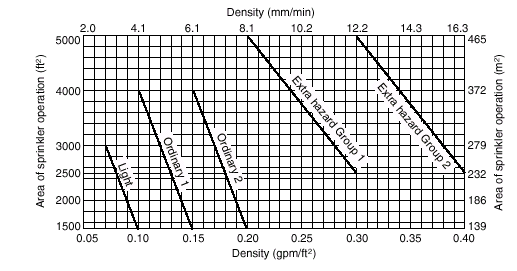 Density (mm/min)
2.0 4.1 6.1 8.1 10.2 12.2 14.3 16.3
5000 465
4000 372
3000 279
2500 232
2000 186
1500 139
0.05 0.10 0.15 0.20 0.25 0.30 0.35 0.40
Density (gpm/ft²)
Area of sprinkler operation (ft²)
Area of sprinkler operation (m²)
Light
Ordinary 1
Ordinary 2
Extra hazard Group 1
Extra hazard Group 2